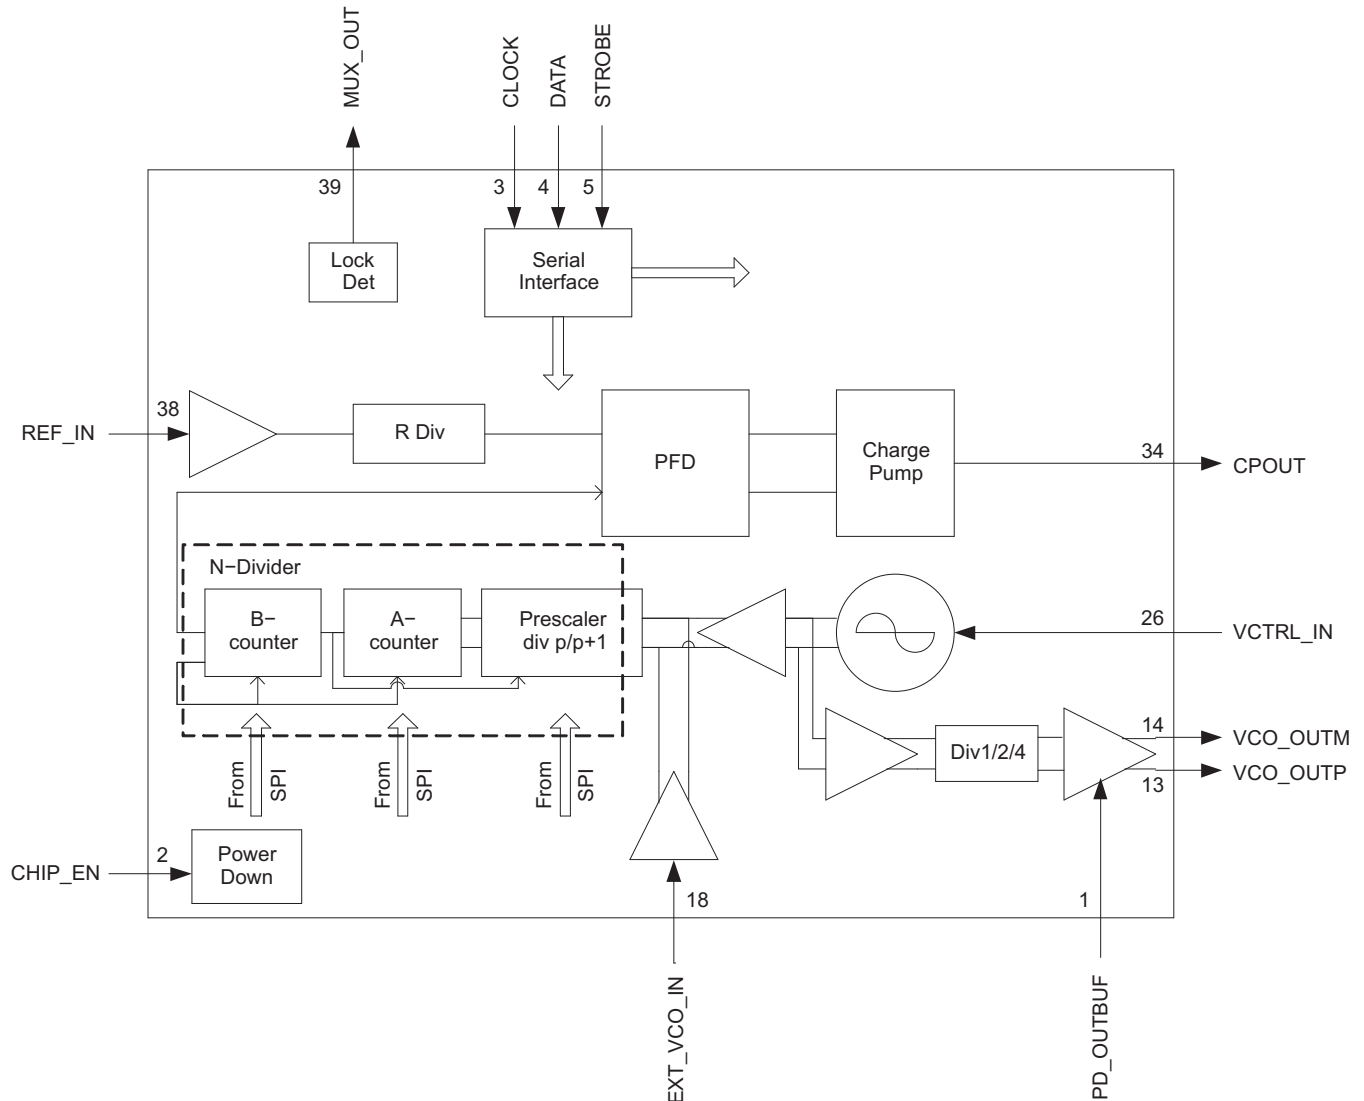 MUX_OUT
CLOCK
DATA
STROBE
39
3
4
5
Lock
Det
Serial
Interface
38
REF_IN
R Div
PFD
Charge
Pump
34
CPOUT
N−Divider
B−
counter
A−
counter
Prescaler
div p/p+1
26
VCTRL_IN
14
VCO_OUTM
Div1/2/4
VCO_OUTP
13
From
SPI
From
SPI
From
SPI
2
CHIP_EN
Power
Down
18
1
EXT_VCO_IN
PD_OUTBUF